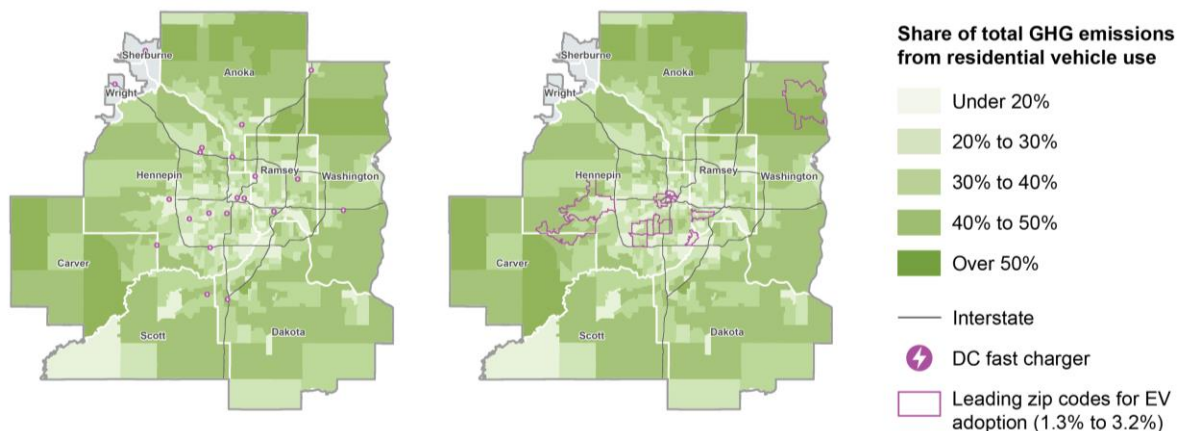 Sherburne
Anoka
Wright
Hennepin
Ramsey
Washington
Carver
Scott
Dakota
Sherburne
Anoka
Wright
Hennepin
Ramsey
Washington
Carver
Scott
Dakota
Share of total GHG emissions
from residential vehicle use
Under 20%
20% to 30%
30% to 40%
40% to 50%
Over 50%
Interstate
DC fast charger
Leading zip codes for EV
adoption (1.3% to 3.2%)